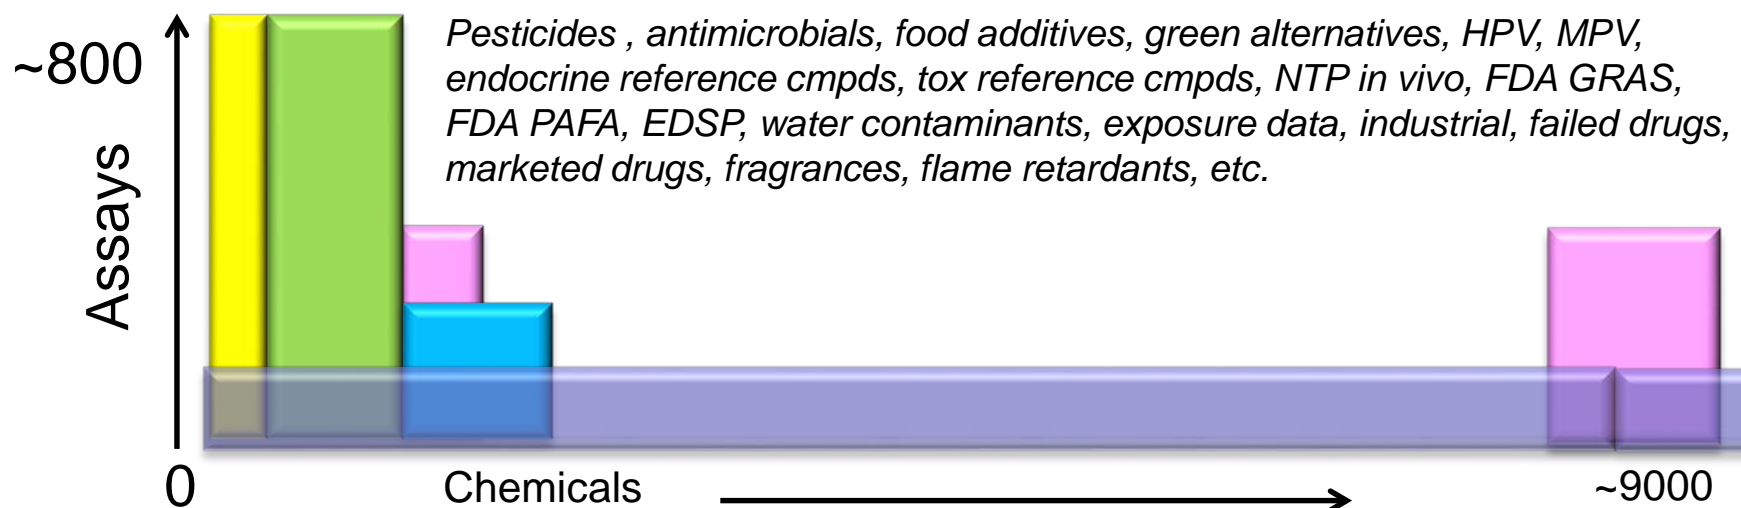 Pesticides , antimicrobials, food additives, green alternatives, HPV, MPV,
endocrine reference cmpds, tox reference cmpds, NTP in vivo, FDA GRAS,
FDA PAFA, EDSP, water contaminants, exposure data, industrial, failed drugs,
marketed drugs, fragrances, flame retardants, etc.
~800
Assays
0
Chemicals
~9000